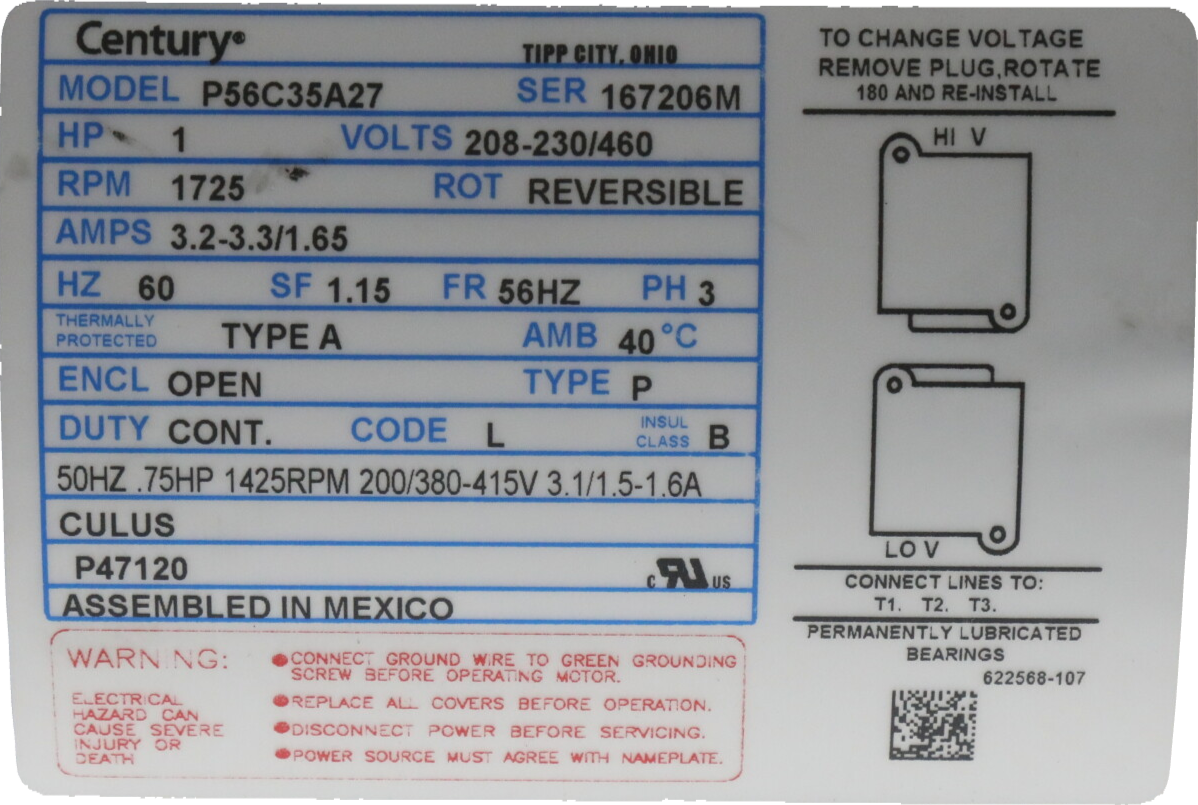 Century®
TIPP CITY, OHIO
MODEL P56C35A27 SER 167206M
HP 1 VOLTS 208-230/460
RPM 1725 ROT REVERSIBLE
AMPS 3.2-3.3/1.65
HZ 60 SF 1.15 FR 56HZ PH 3
THERMALLY PROTECTED TYPE A AMB 40 °C
ENCL OPEN TYPE P
DUTY CONT. CODE L INSUL CLASS B
50HZ .75HP 1425RPM 200/380-415V 3.1/1.5-1.6A
CULUS
P47120 C RU US
ASSEMBLED IN MEXICO
WARNING:
ELECTRICAL
HAZARD CAN
CAUSE SEVERE
INJURY OR
DEATH
●CONNECT GROUND WIRE TO GREEN GROUNDING
SCREW BEFORE OPERATING MOTOR.
●REPLACE ALL COVERS BEFORE OPERATION.
●DISCONNECT POWER BEFORE SERVICING.
●POWER SOURCE MUST AGREE WITH NAMEPLATE.
TO CHANGE VOLTAGE
REMOVE PLUG,ROTATE
180 AND RE-INSTALL
HI V
LO V
CONNECT LINES TO:
T1. T2. T3.
PERMANENTLY LUBRICATED
BEARINGS
622568-107